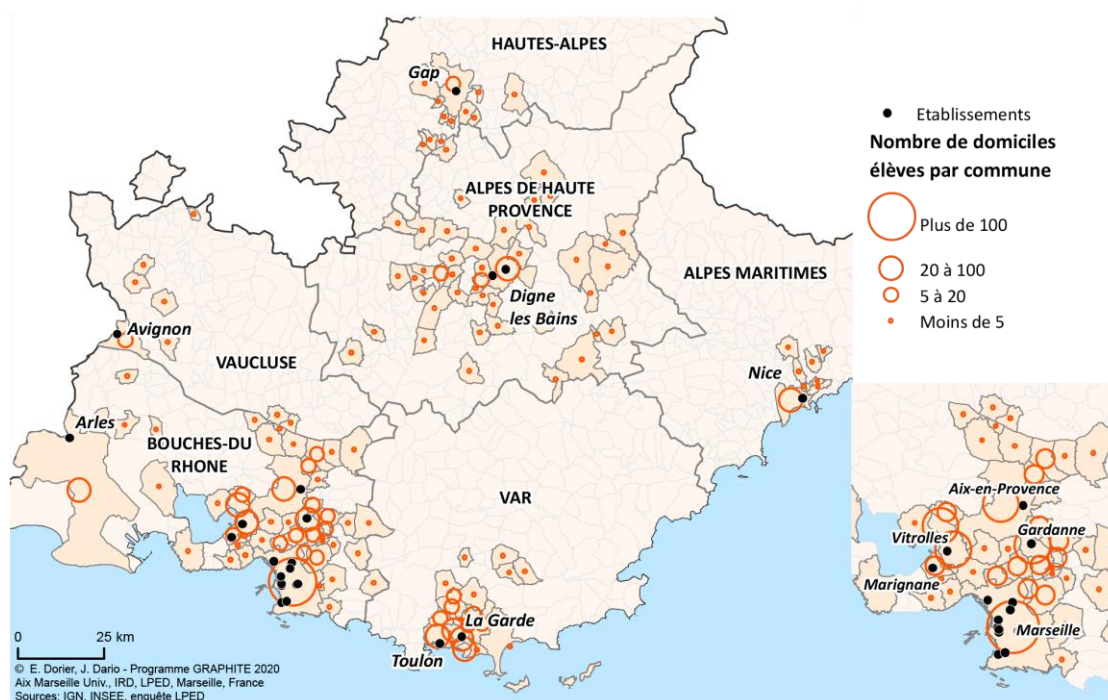 HAUTES-ALPES
Gap
ALPES DE HAUTE
PROVENCE
ALPES MARITIMES
Digne
les Bains
Avignon
VAUCLUSE
Nice
Arles
BOUCHES-DU
RHONE
VAR
La Garde
Toulon
0 25 km
© E. Dorier, J. Dario - Programme GRAPHITE 2020
Aix Marseille Univ., IRD, LPED, Marseille, France
Sources: IGN, INSEE, enquête LPED
Etablissements
Nombre de domiciles
élèves par commune
Plus de 100
20 à 100
5 à 20
Moins de 5
Aix-en-Provence
Vitrolles
Gardanne
Marignane
Marseille